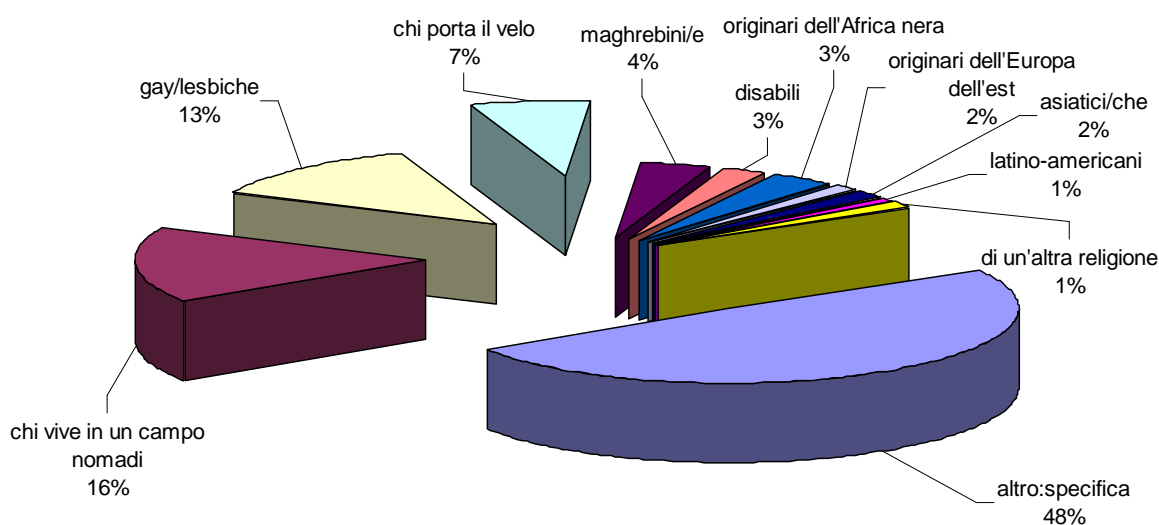 chi porta il velo
7%
maghrebini/e
4%
originari dell'Africa nera
3%
originari dell'Europa
dell'est
2%
gay/lesbiche
13%
disabili
3%
asiatici/che
2%
latino-americani
1%
di un'altra religione
1%
chi vive in un campo
nomadi
16%
altro:specifica
48%